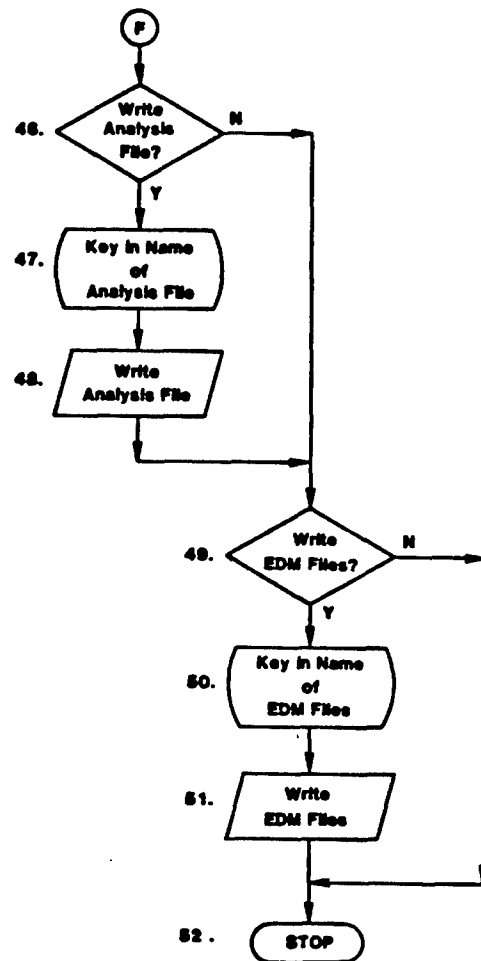 F
46.
Write
Analysis
File?
N
Y
47.
Key in Name
of
Analysis File
48.
Write
Analysis File
49.
Write
EDM Files?
N
Y
50.
Key in Name
of
EDM Files
51.
Write
EDM Files
52.
STOP